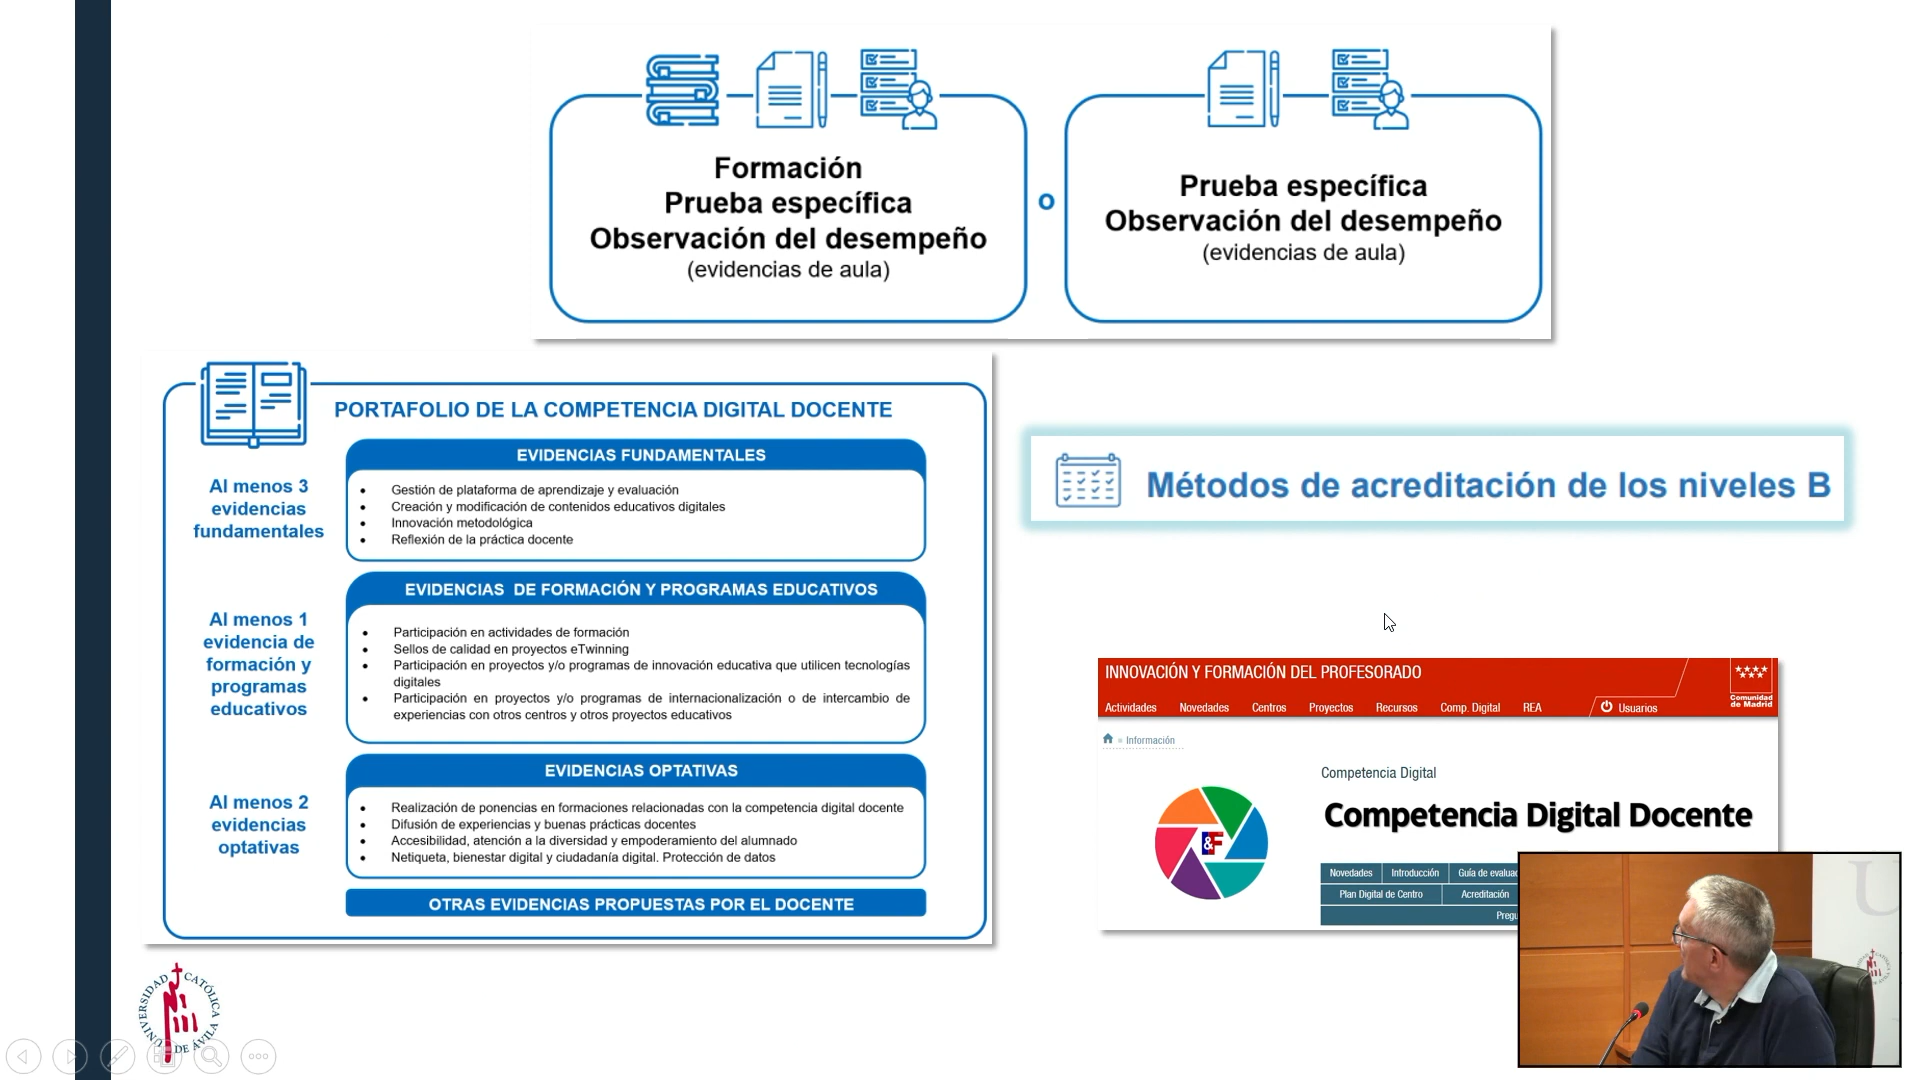 Formación
Prueba específica
Observación del desempeño
(evidencias de aula)
o
Prueba específica
Observación del desempeño
(evidencias de aula)
PORTAFOLIO DE LA COMPETENCIA DIGITAL DOCENTE
Al menos 3
evidencias
fundamentales
EVIDENCIAS FUNDAMENTALES
• Gestión de plataforma de aprendizaje y evaluación
• Creación y modificación de contenidos educativos digitales
• Innovación metodológica
• Reflexión de la práctica docente
Al menos 1
evidencia de
formación y
programas
educativos
EVIDENCIAS DE FORMACIÓN Y PROGRAMAS EDUCATIVOS
• Participación en actividades de formación
• Sellos de calidad en proyectos eTwinning
• Participación en proyectos y/o programas de innovación educativa que utilicen tecnologías
digitales
• Participación en proyectos y/o programas de internacionalización o de intercambio de
experiencias con otros centros y otros proyectos educativos
Al menos 2
evidencias
optativas
EVIDENCIAS OPTATIVAS
• Realización de ponencias en formaciones relacionadas con la competencia digital docente
• Difusión de experiencias y buenas prácticas docentes
• Accesibilidad, atención a la diversidad y empoderamiento del alumnado
• Netiqueta, bienestar digital y ciudadanía digital. Protección de datos
OTRAS EVIDENCIAS PROPUESTAS POR EL DOCENTE
Métodos de acreditación de los niveles B
INNOVACIÓN Y FORMACIÓN DEL PROFESORADO
Comunidad
de Madrid
Actividades Novedades Centros Proyectos Recursos Comp. Digital REA Usuarios
» Información
Competencia Digital
Competencia Digital Docente
&F
Novedades Introducción Guía de evaluac
Plan Digital de Centro Acreditación
Pregu
U
UNIVERSIDAD CATÓLICA DE ÁVILA